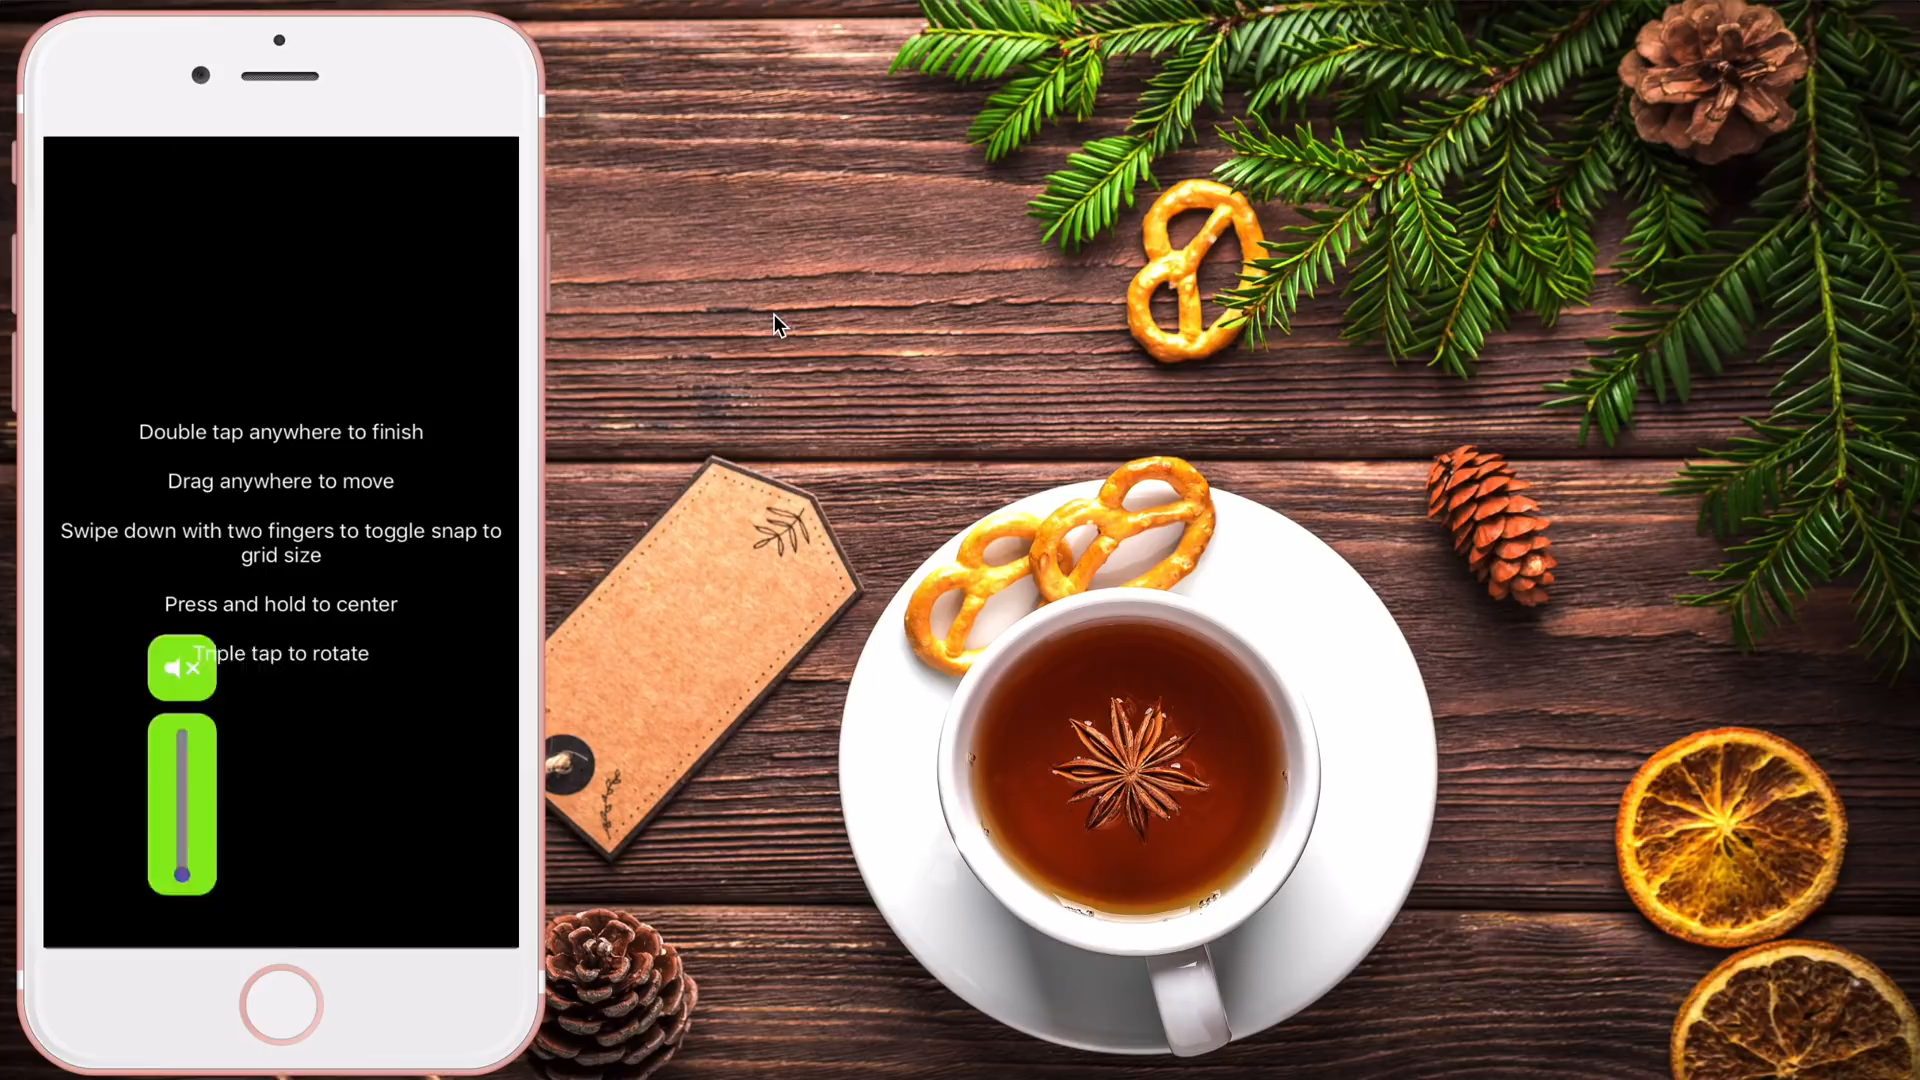 Double tap anywhere to finish
Drag anywhere to move
Swipe down with two fingers to toggle snap to
grid size
Press and hold to center
Triple tap to rotate